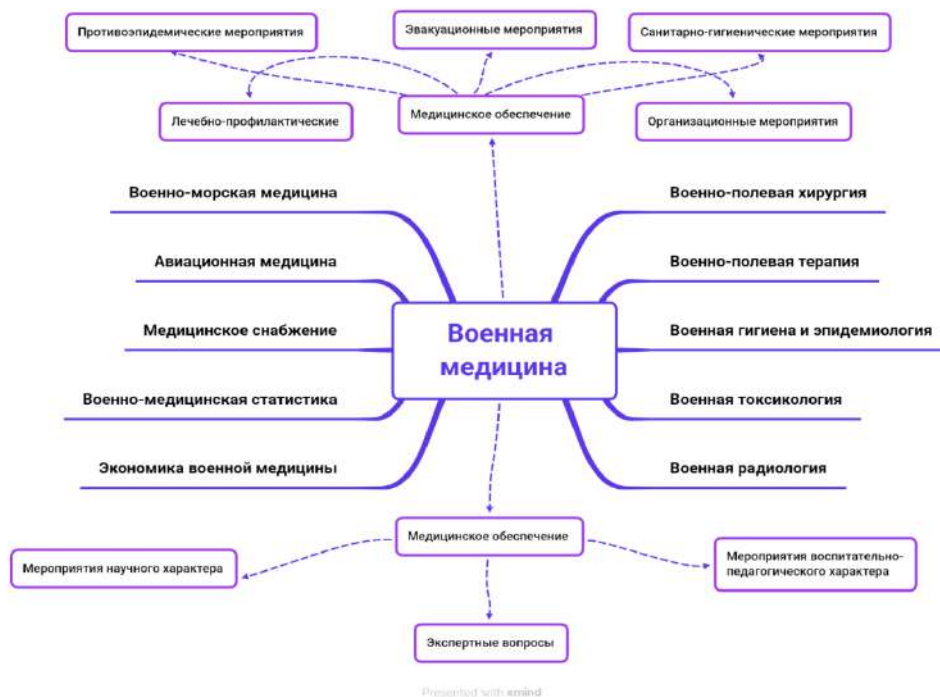 Противоэпидемические мероприятия
Эвакуационные мероприятия
Санитарно-гигиенические мероприятия
Лечебно-профилактические
Медицинское обеспечение
Организационные мероприятия
Военно-морская медицина
Военно-полевая хирургия
Авиационная медицина
Военно-полевая терапия
Медицинское снабжение
Военная
медицина
Военная гигиена и эпидемиология
Военно-медицинская статистика
Военная токсикология
Экономика военной медицины
Военная радиология
Медицинское обеспечение
Мероприятия научного характера
Мероприятия воспитательно-
педагогического характера
Экспертные вопросы
Presented with xmind